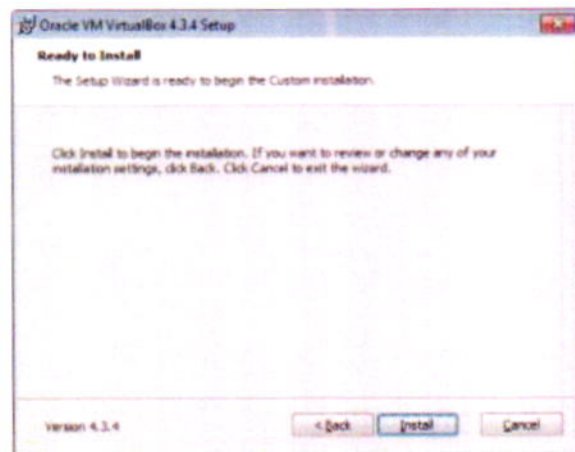 Oracle VM VirtualBox 4.3.4 Setup
Ready to Install
The Setup Wizard is ready to begin the Custom installation.
Click Install to begin the installation. If you want to review or change any of your
installation settings, click Back. Click Cancel to exit the wizard.
Version 4.3.4
< Back
Install
Cancel